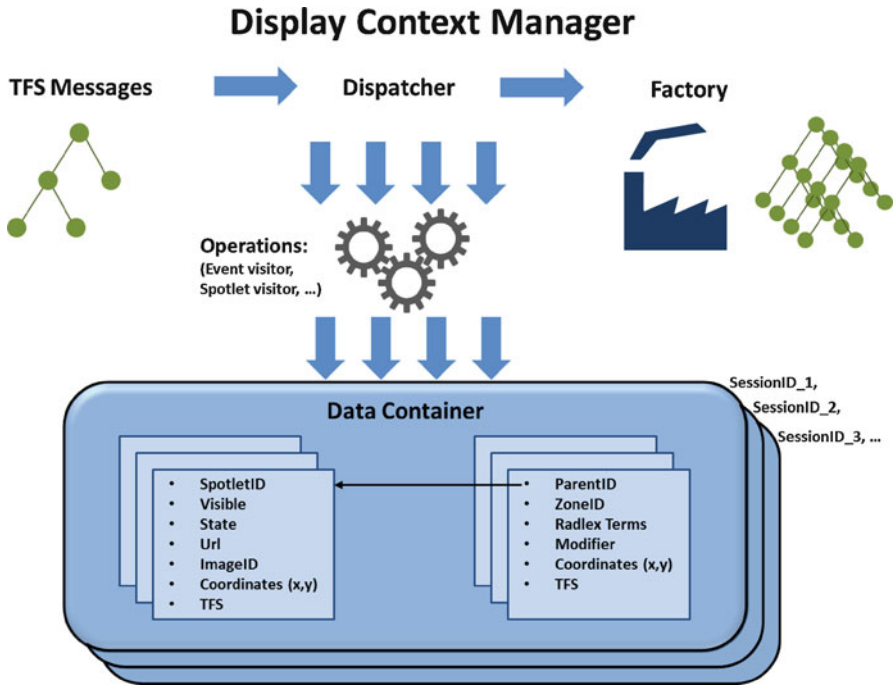 Display Context Manager
TFS Messages
Dispatcher
Factory
Operations:
(Event visitor,
Spotlet visitor, ...)
SessionID_1,
SessionID_2,
SessionID_3, ...
Data Container
• SpotletID
• Visible
• State
• Url
• ImageID
• Coordinates (x,y)
• TFS
• ParentID
• ZoneID
• Radlex Terms
• Modifier
• Coordinates (x,y)
• TFS